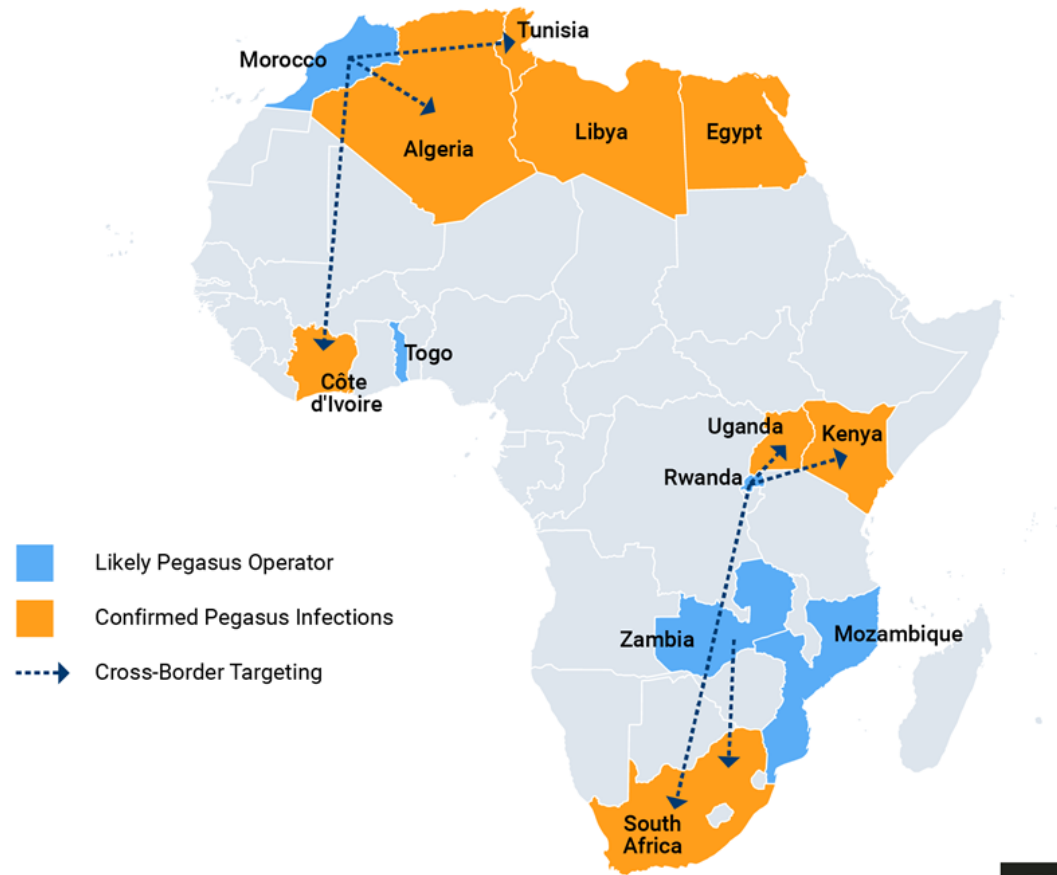 Tunisia
Morocco
Algeria
Libya
Egypt
Togo
Côte
d'Ivoire
Uganda
Kenya
Rwanda
Likely Pegasus Operator
Confirmed Pegasus Infections
Zambia
Mozambique
Cross-Border Targeting
South
Africa